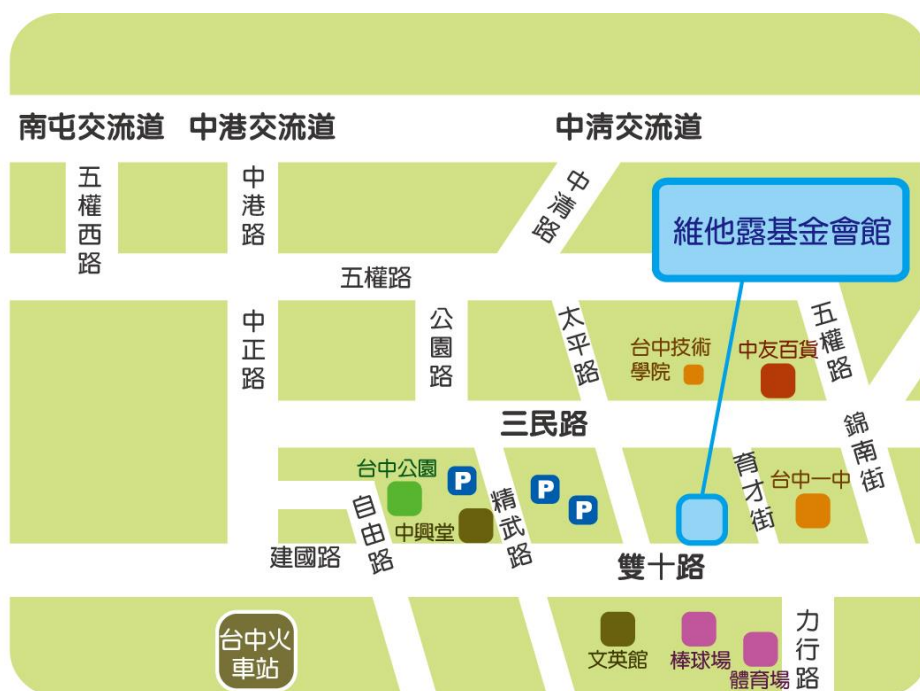 南屯交流道
中港交流道
中清交流道
五權西路
中港路
中清路
維他露基金會館
五權路
中正路
公園路
太平路
台中技術
學院
中友百貨
五權路
三民路
錦南街
台中公園
P
P
P
自由路
中興堂
精武路
育才街
台中一中
建國路
雙十路
台中火
車站
文英館
棒球場
體育場
力行路